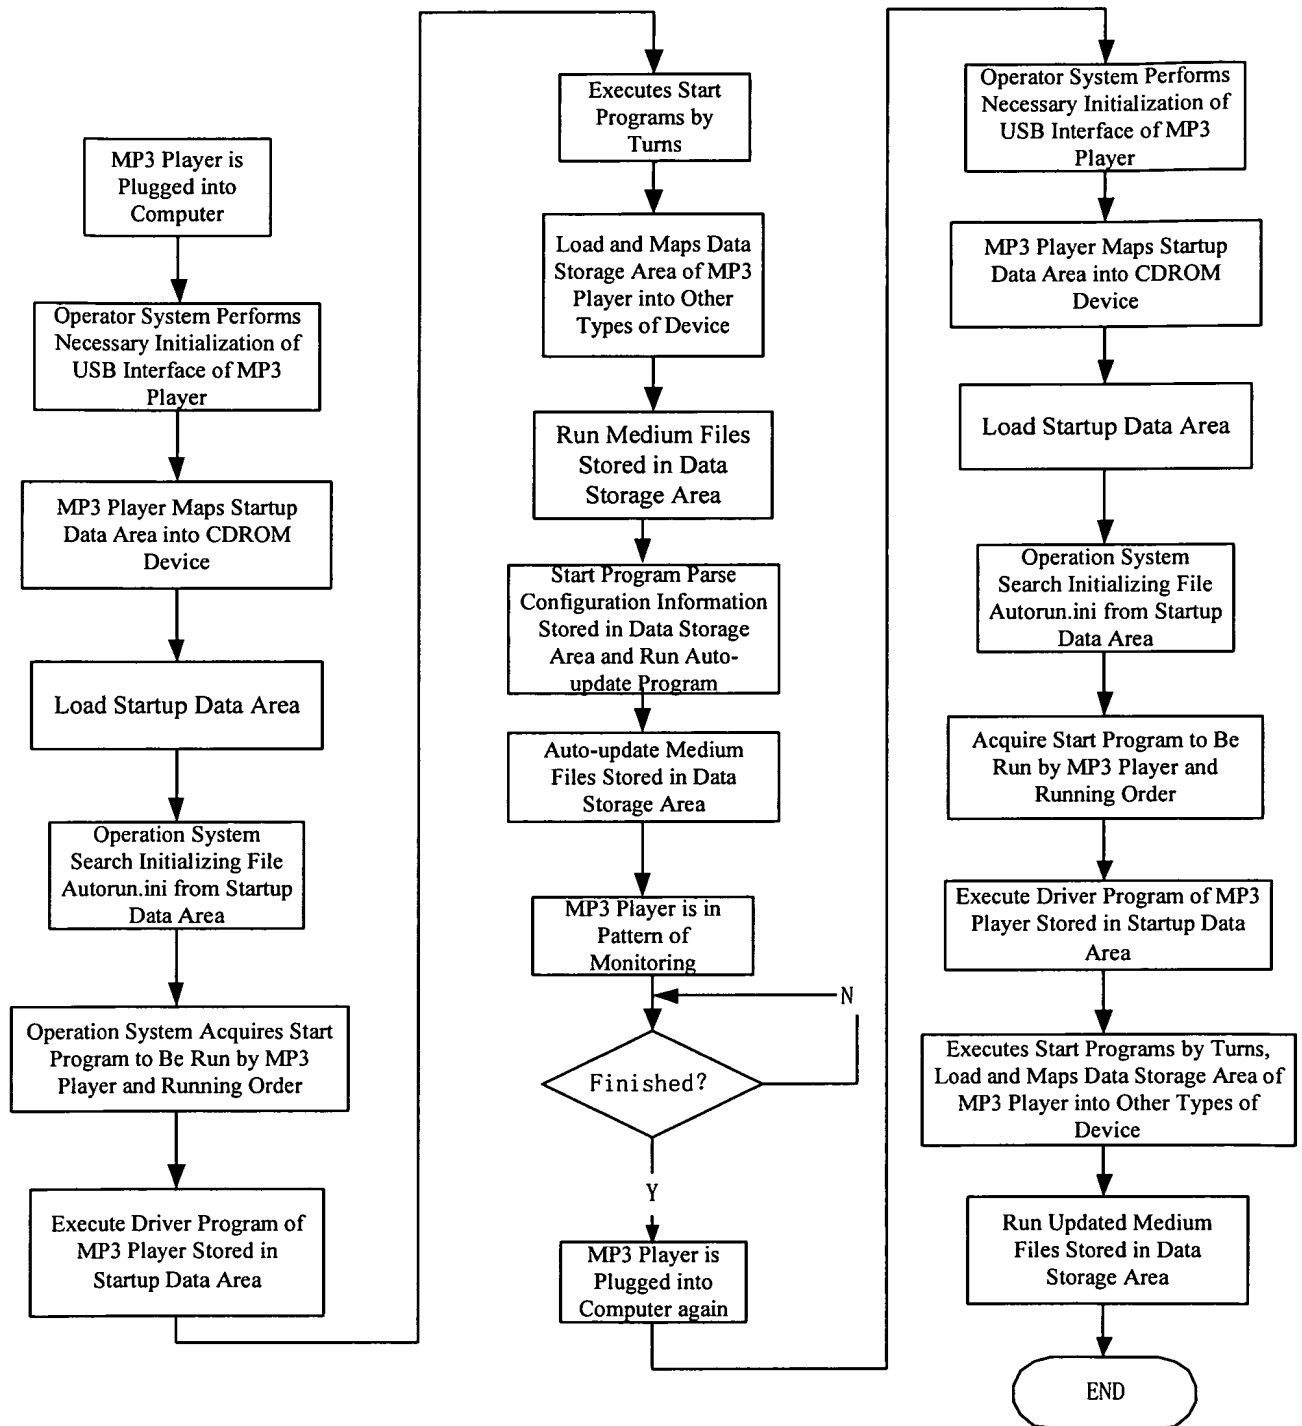 MP3 Player is
Plugged into
Computer
Operator System Performs
Necessary Initialization of
USB Interface of MP3
Player
MP3 Player Maps Startup
Data Area into CDROM
Device
Load Startup Data Area
Operation System
Search Initializing File
Autorun.ini from Startup
Data Area
Operation System Acquires Start
Program to Be Run by MP3
Player and Running Order
Execute Driver Program of
MP3 Player Stored in
Startup Data Area
Executes Start
Programs by
Turns
Load and Maps Data
Storage Area of MP3
Player into Other
Types of Device
Run Medium Files
Stored in Data
Storage Area
Start Program Parse
Configuration Information
Stored in Data Storage
Area and Run Auto-
update Program
Auto-update Medium
Files Stored in Data
Storage Area
MP3 Player is in
Pattern of
Monitoring
N
Finished?
Y
MP3 Player is
Plugged into
Computer again
Operator System Performs
Necessary Initialization of
USB Interface of MP3
Player
MP3 Player Maps Startup
Data Area into CDROM
Device
Load Startup Data Area
Operation System
Search Initializing File
Autorun.ini from Startup
Data Area
Acquire Start Program to Be
Run by MP3 Player and
Running Order
Execute Driver Program of MP3
Player Stored in Startup Data
Area
Executes Start Programs by Turns,
Load and Maps Data Storage Area of
MP3 Player into Other Types of
Device
Run Updated Medium
Files Stored in Data
Storage Area
END